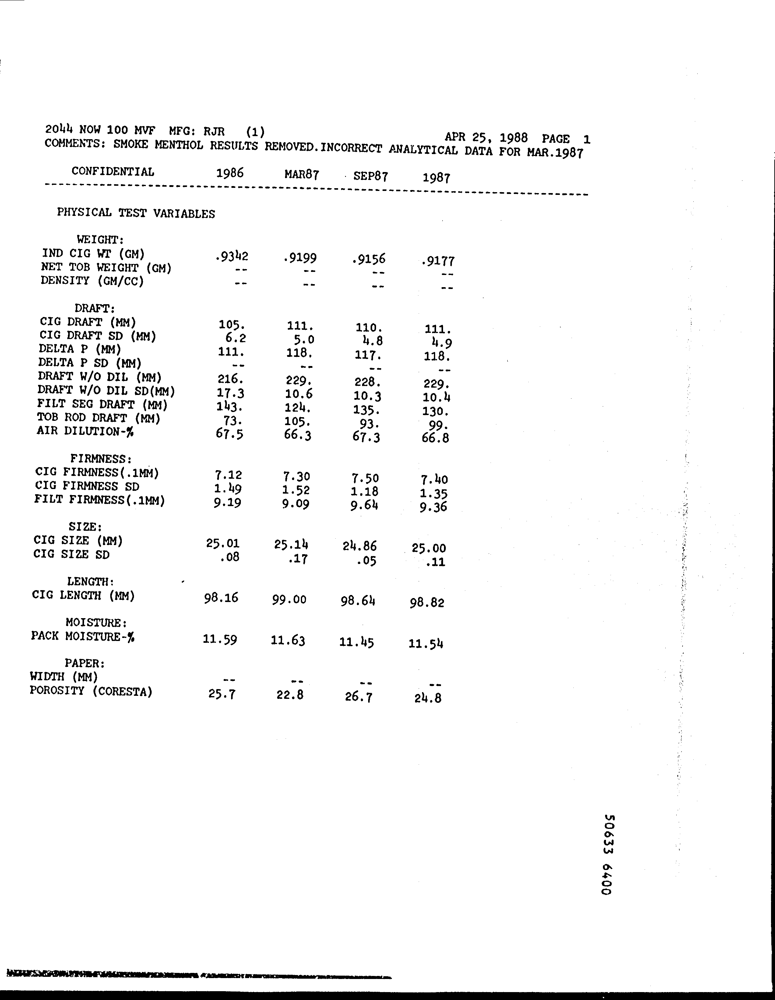 2044 NOW 100 MVF MFG: RJR (1) APR 25, 1988 PAGE 1
COMMENTS: SMOKE MENTHOL RESULTS REMOVED.INCORRECT ANALYTICAL DATA FOR MAR.1987
CONFIDENTIAL 1986 MAR87 SEP87 1987
PHYSICAL TEST VARIABLES
WEIGHT:
IND CIG WT (GM) .9342 .9199 .9156 .9177
NET TOB WEIGHT (GM) -- -- -- --
DENSITY (GM/CC) -- -- -- --
DRAFT:
CIG DRAFT (MM) 105. 111. 110. 111.
CIG DRAFT SD (MM) 6.2 5.0 4.8 4.9
DELTA P (MM) 111. 118. 117. 118.
DELTA P SD (MM) -- -- -- --
DRAFT W/O DIL (MM) 216. 229. 228. 229.
DRAFT W/O DIL SD(MM) 17.3 10.6 10.3 10.4
FILT SEG DRAFT (MM) 143. 124. 135. 130.
TOB ROD DRAFT (MM) 73. 105. 93. 99.
AIR DILUTION-% 67.5 66.3 67.3 66.8
FIRMNESS:
CIG FIRMNESS(.1MM) 7.12 7.30 7.50 7.40
CIG FIRMNESS SD 1.49 1.52 1.18 1.35
FILT FIRMNESS(.1MM) 9.19 9.09 9.64 9.36
SIZE:
CIG SIZE (MM) 25.01 25.14 24.86 25.00
CIG SIZE SD .08 .17 .05 .11
LENGTH:
CIG LENGTH (MM) 98.16 99.00 98.64 98.82
MOISTURE:
PACK MOISTURE-% 11.59 11.63 11.45 11.54
PAPER:
WIDTH (MM) -- -- -- --
POROSITY (CORESTA) 25.7 22.8 26.7 24.8
50633 6400